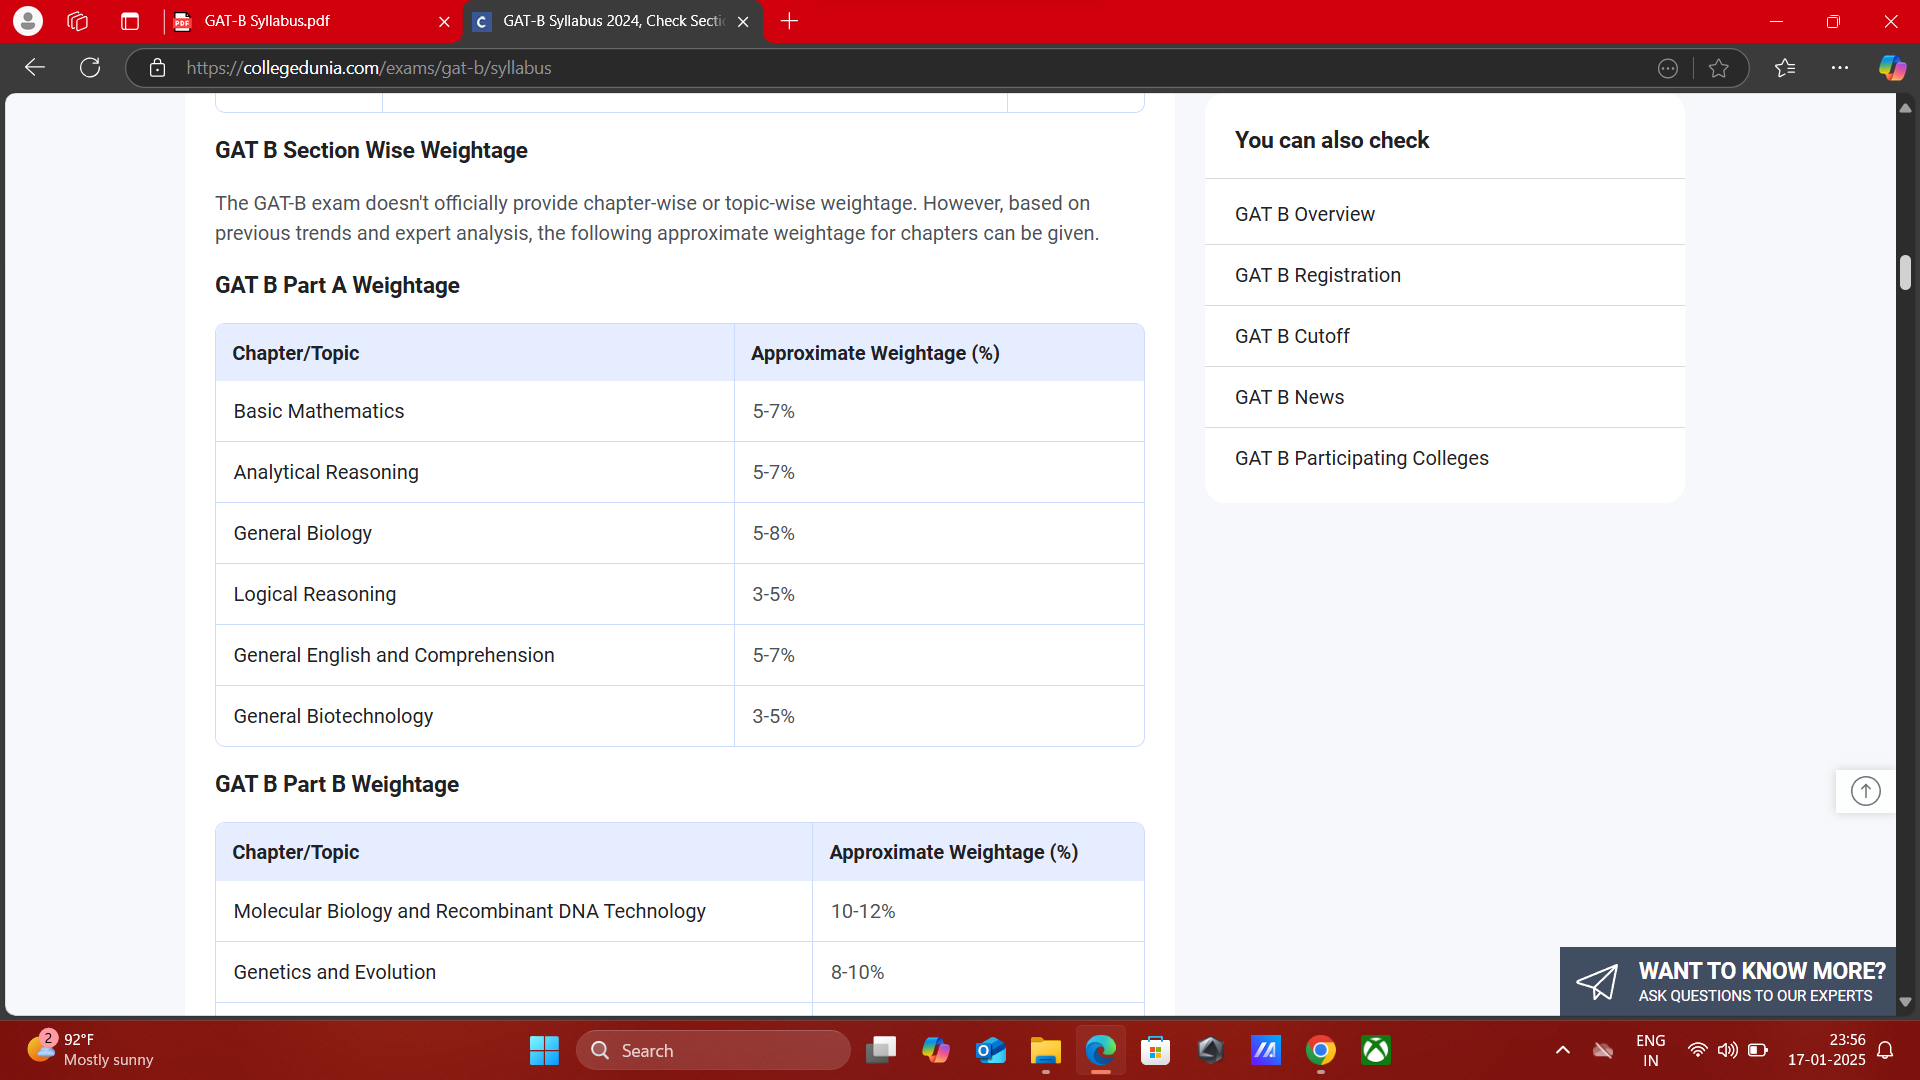 GAT-B Syllabus.pdf
GAT-B Syllabus 2024, Check Secti
https://collegedunia.com/exams/gat-b/syllabus
GAT B Section Wise Weightage
The GAT-B exam doesn't officially provide chapter-wise or topic-wise weightage. However, based on
previous trends and expert analysis, the following approximate weightage for chapters can be given.
GAT B Part A Weightage
Chapter/Topic Approximate Weightage (%)
Basic Mathematics 5-7%
Analytical Reasoning 5-7%
General Biology 5-8%
Logical Reasoning 3-5%
General English and Comprehension 5-7%
General Biotechnology 3-5%
GAT B Part B Weightage
Chapter/Topic Approximate Weightage (%)
Molecular Biology and Recombinant DNA Technology 10-12%
Genetics and Evolution 8-10%
You can also check
GAT B Overview
GAT B Registration
GAT B Cutoff
GAT B News
GAT B Participating Colleges
WANT TO KNOW MORE?
ASK QUESTIONS TO OUR EXPERTS
2
92°F
Mostly sunny
Search
ENG
IN
23:56
17-01-2025